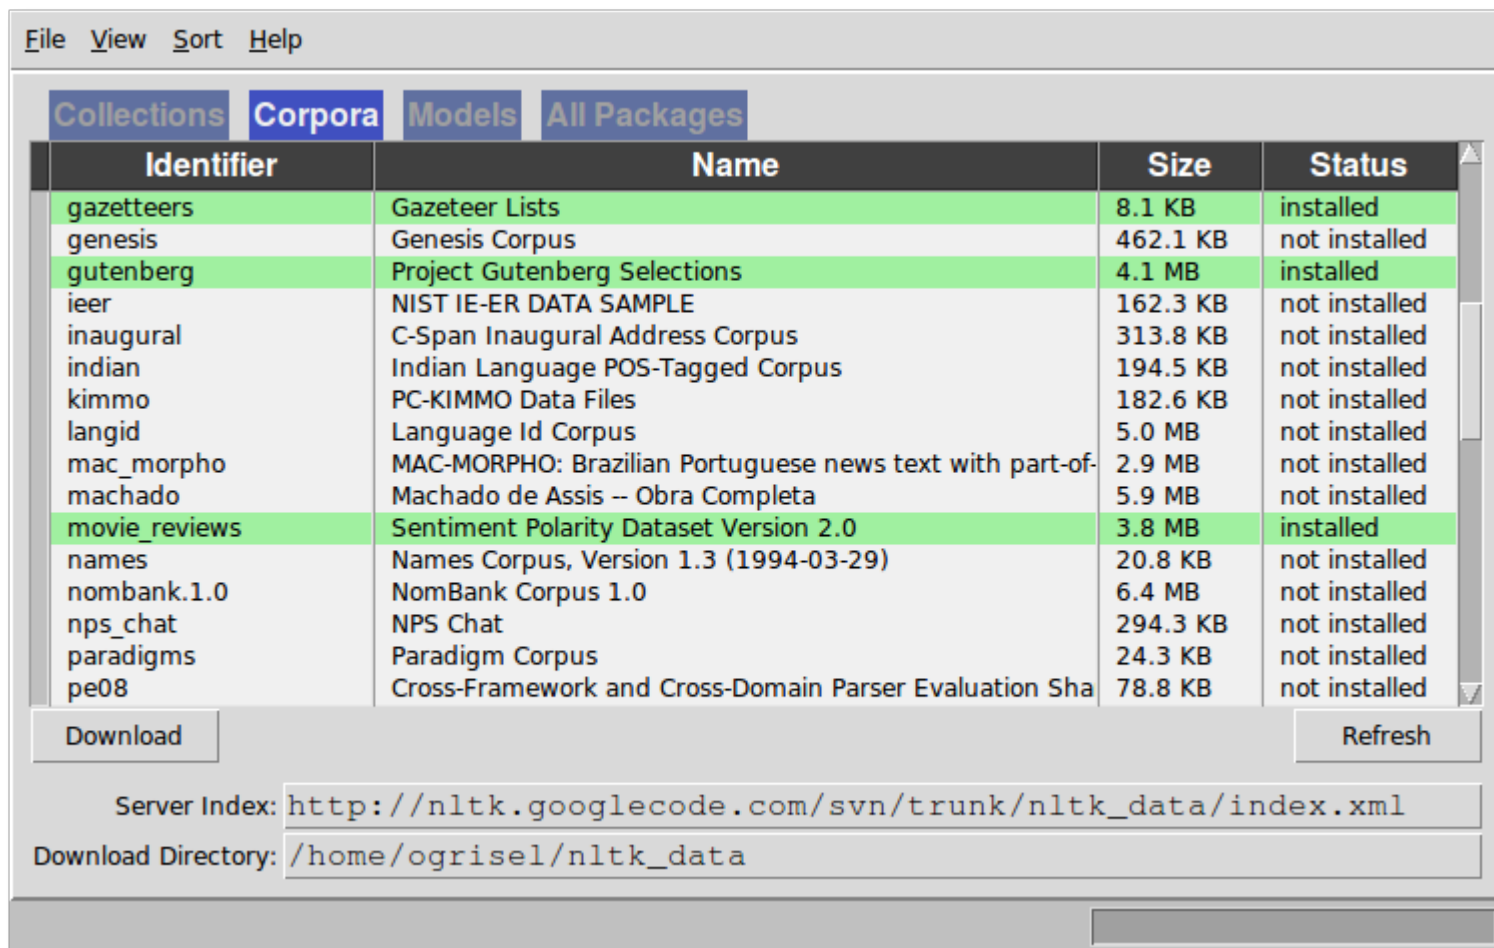 File View Sort Help
Collections Corpora Models All Packages
Identifier Name Size Status
gazetteers Gazeteer Lists 8.1 KB installed
genesis Genesis Corpus 462.1 KB not installed
gutenberg Project Gutenberg Selections 4.1 MB installed
ieer NIST IE-ER DATA SAMPLE 162.3 KB not installed
inaugural C-Span Inaugural Address Corpus 313.8 KB not installed
indian Indian Language POS-Tagged Corpus 194.5 KB not installed
kimmo PC-KIMMO Data Files 182.6 KB not installed
langid Language Id Corpus 5.0 MB not installed
mac_morpho MAC-MORPHO: Brazilian Portuguese news text with part-of- 2.9 MB not installed
machado Machado de Assis -- Obra Completa 5.9 MB not installed
movie_reviews Sentiment Polarity Dataset Version 2.0 3.8 MB installed
names Names Corpus, Version 1.3 (1994-03-29) 20.8 KB not installed
nombank.1.0 NomBank Corpus 1.0 6.4 MB not installed
nps_chat NPS Chat 294.3 KB not installed
paradigms Paradigm Corpus 24.3 KB not installed
pe08 Cross-Framework and Cross-Domain Parser Evaluation Sha 78.8 KB not installed
Download Refresh
Server Index: http://nltk.googlecode.com/svn/trunk/nltk_data/index.xml
Download Directory: /home/ogrisel/nltk_data